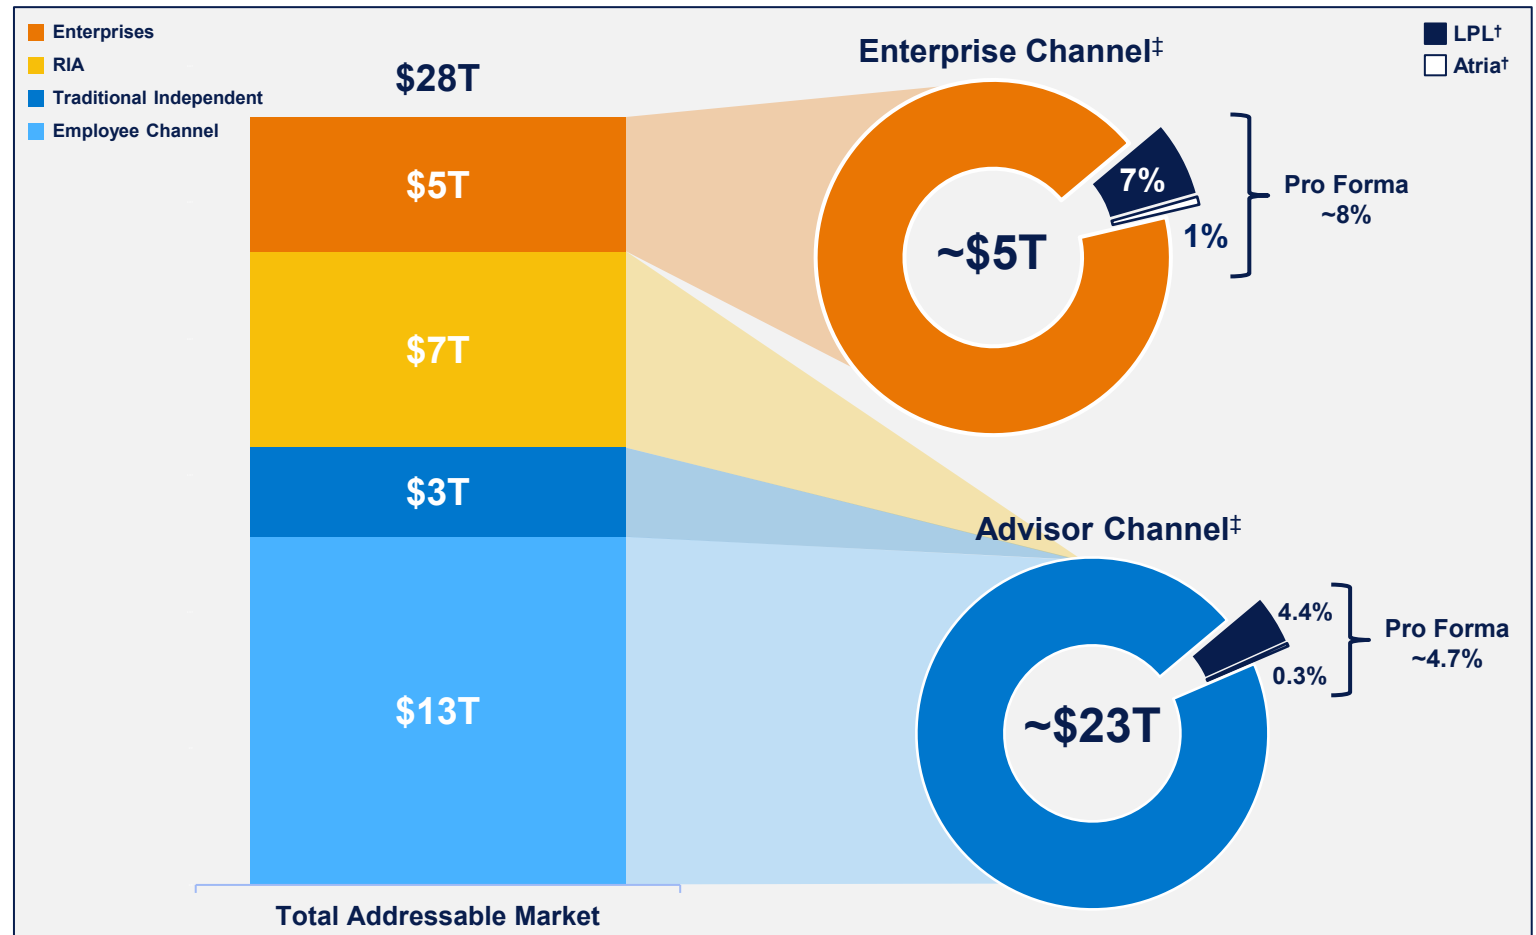 Enterprises
RIA
Traditional Independent
Employee Channel
$28T
$5T
$7T
$3T
$13T
Total Addressable Market
Enterprise Channel‡
~$5T
7%
1%
Pro Forma
~8%
LPL†
Atria†
Advisor Channel‡
~$23T
4.4%
0.3%
Pro Forma
~4.7%